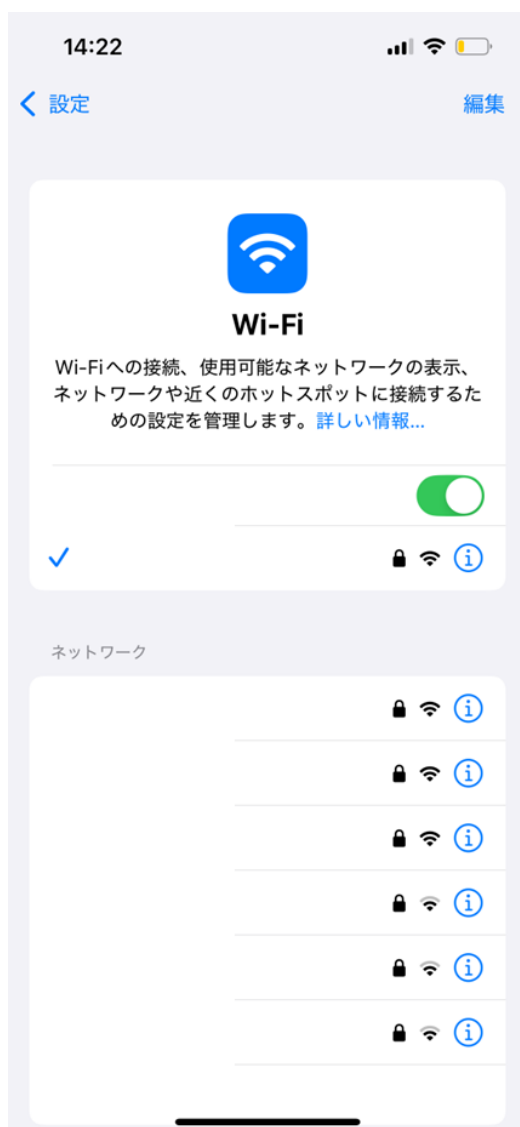 14:22
設定
編集
Wi-Fi
Wi-Fiへの接続、使用可能なネットワークの表示、
ネットワークや近くのホットスポットに接続するた
めの設定を管理します。詳しい情報...
ネットワーク